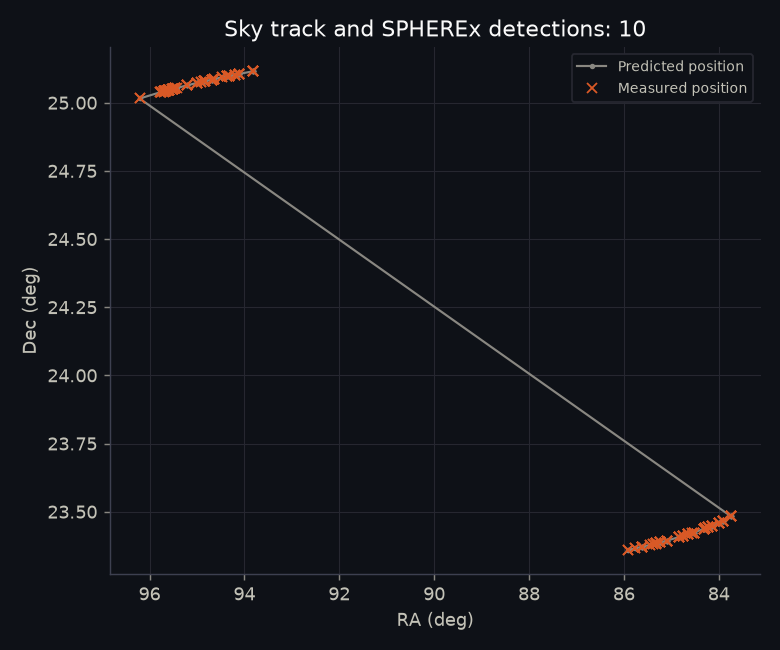 Sky track and SPHEREx detections: 10
Predicted position
Measured position
25.00
24.75
24.50
24.25
24.00
23.75
23.50
Dec (deg)
96
94
92
90
88
86
84
RA (deg)